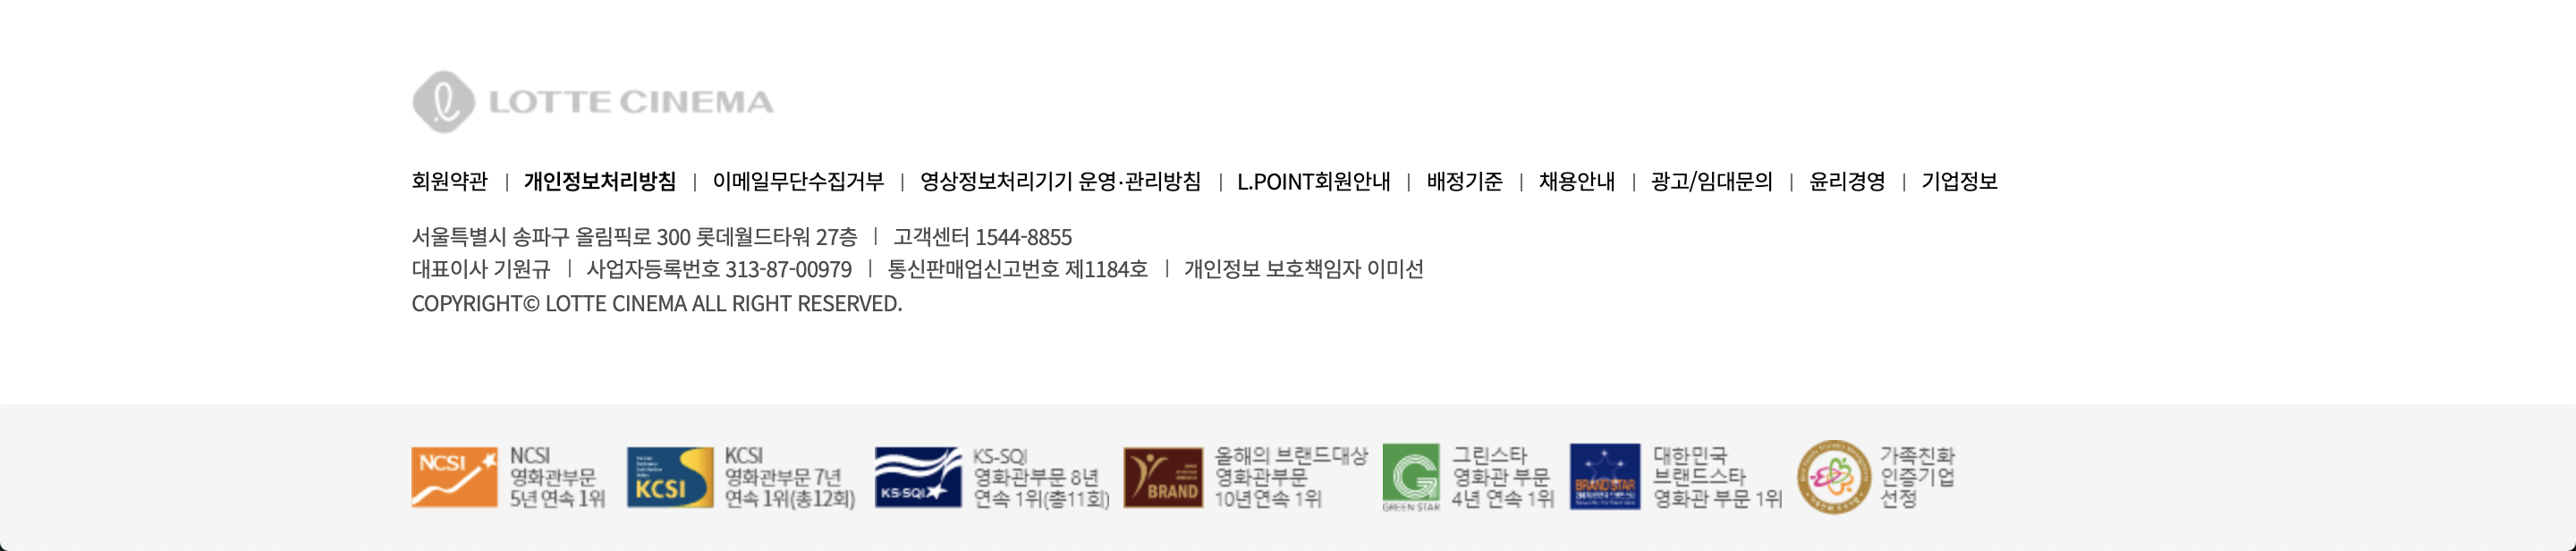 LOTTE CINEMA
회원약관 | 개인정보처리방침 | 이메일무단수집거부 | 영상정보처리기기 운영·관리방침 | L.POINT회원안내 | 배정기준 | 채용안내 | 광고/임대문의 | 윤리경영 | 기업정보
서울특별시 송파구 올림픽로 300 롯데월드타워 27층 | 고객센터 1544-8855
대표이사 기원규 | 사업자등록번호 313-87-00979 | 통신판매업신고번호 제1184호 | 개인정보 보호책임자 이미선
COPYRIGHT© LOTTE CINEMA ALL RIGHT RESERVED.
NCSI
NCSI
영화관부문
5년 연속 1위
KCSI
KCSI
영화관부문 7년
연속 1위(총12회)
KS-SQI
KS-SQI
영화관부문 8년
연속 1위(총11회)
BRAND
올해의 브랜드대상
영화관부문
10년연속 1위
GREEN STAR
그린스타
영화관 부문
4년 연속 1위
BRAND STAR
대한민국
브랜드스타
영화관 부문 1위
가족친화
인증기업
선정